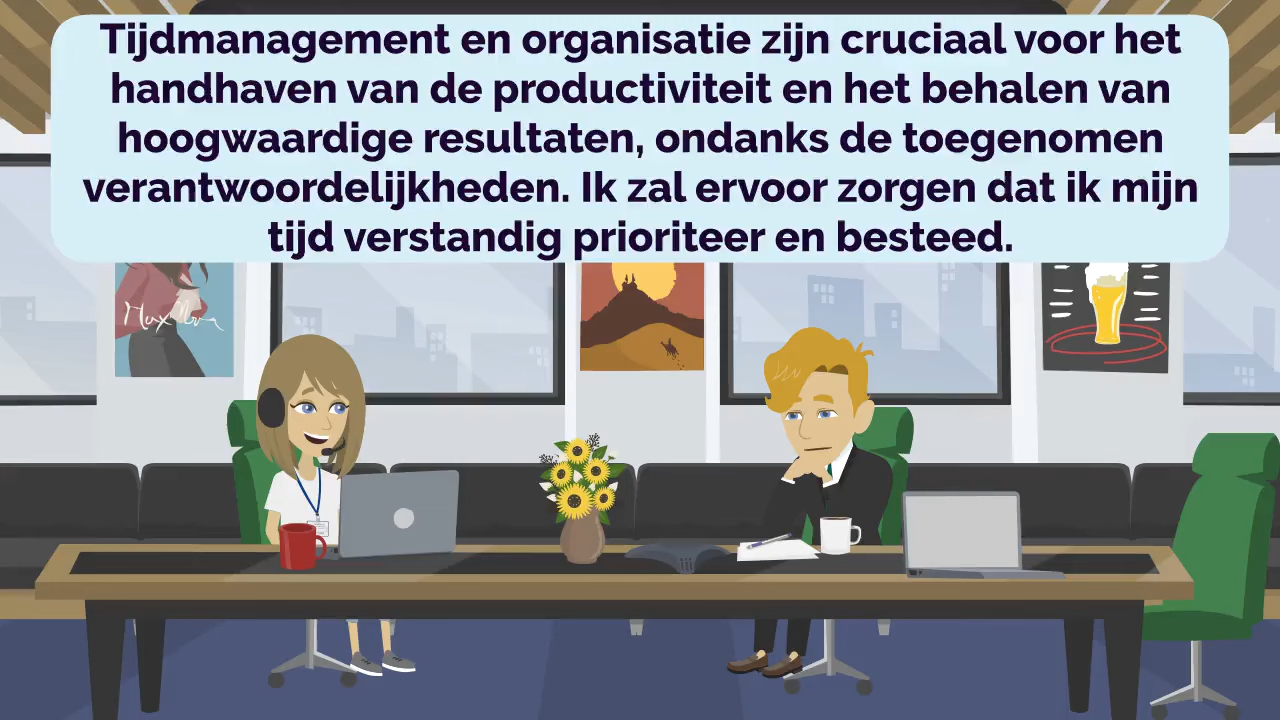 Tijdmanagement en organisatie zijn cruciaal voor het
handhaven van de productiviteit en het behalen van
hoogwaardige resultaten, ondanks de toegenomen
verantwoordelijkheden. Ik zal ervoor zorgen dat ik mijn
tijd verstandig prioriteer en besteed.